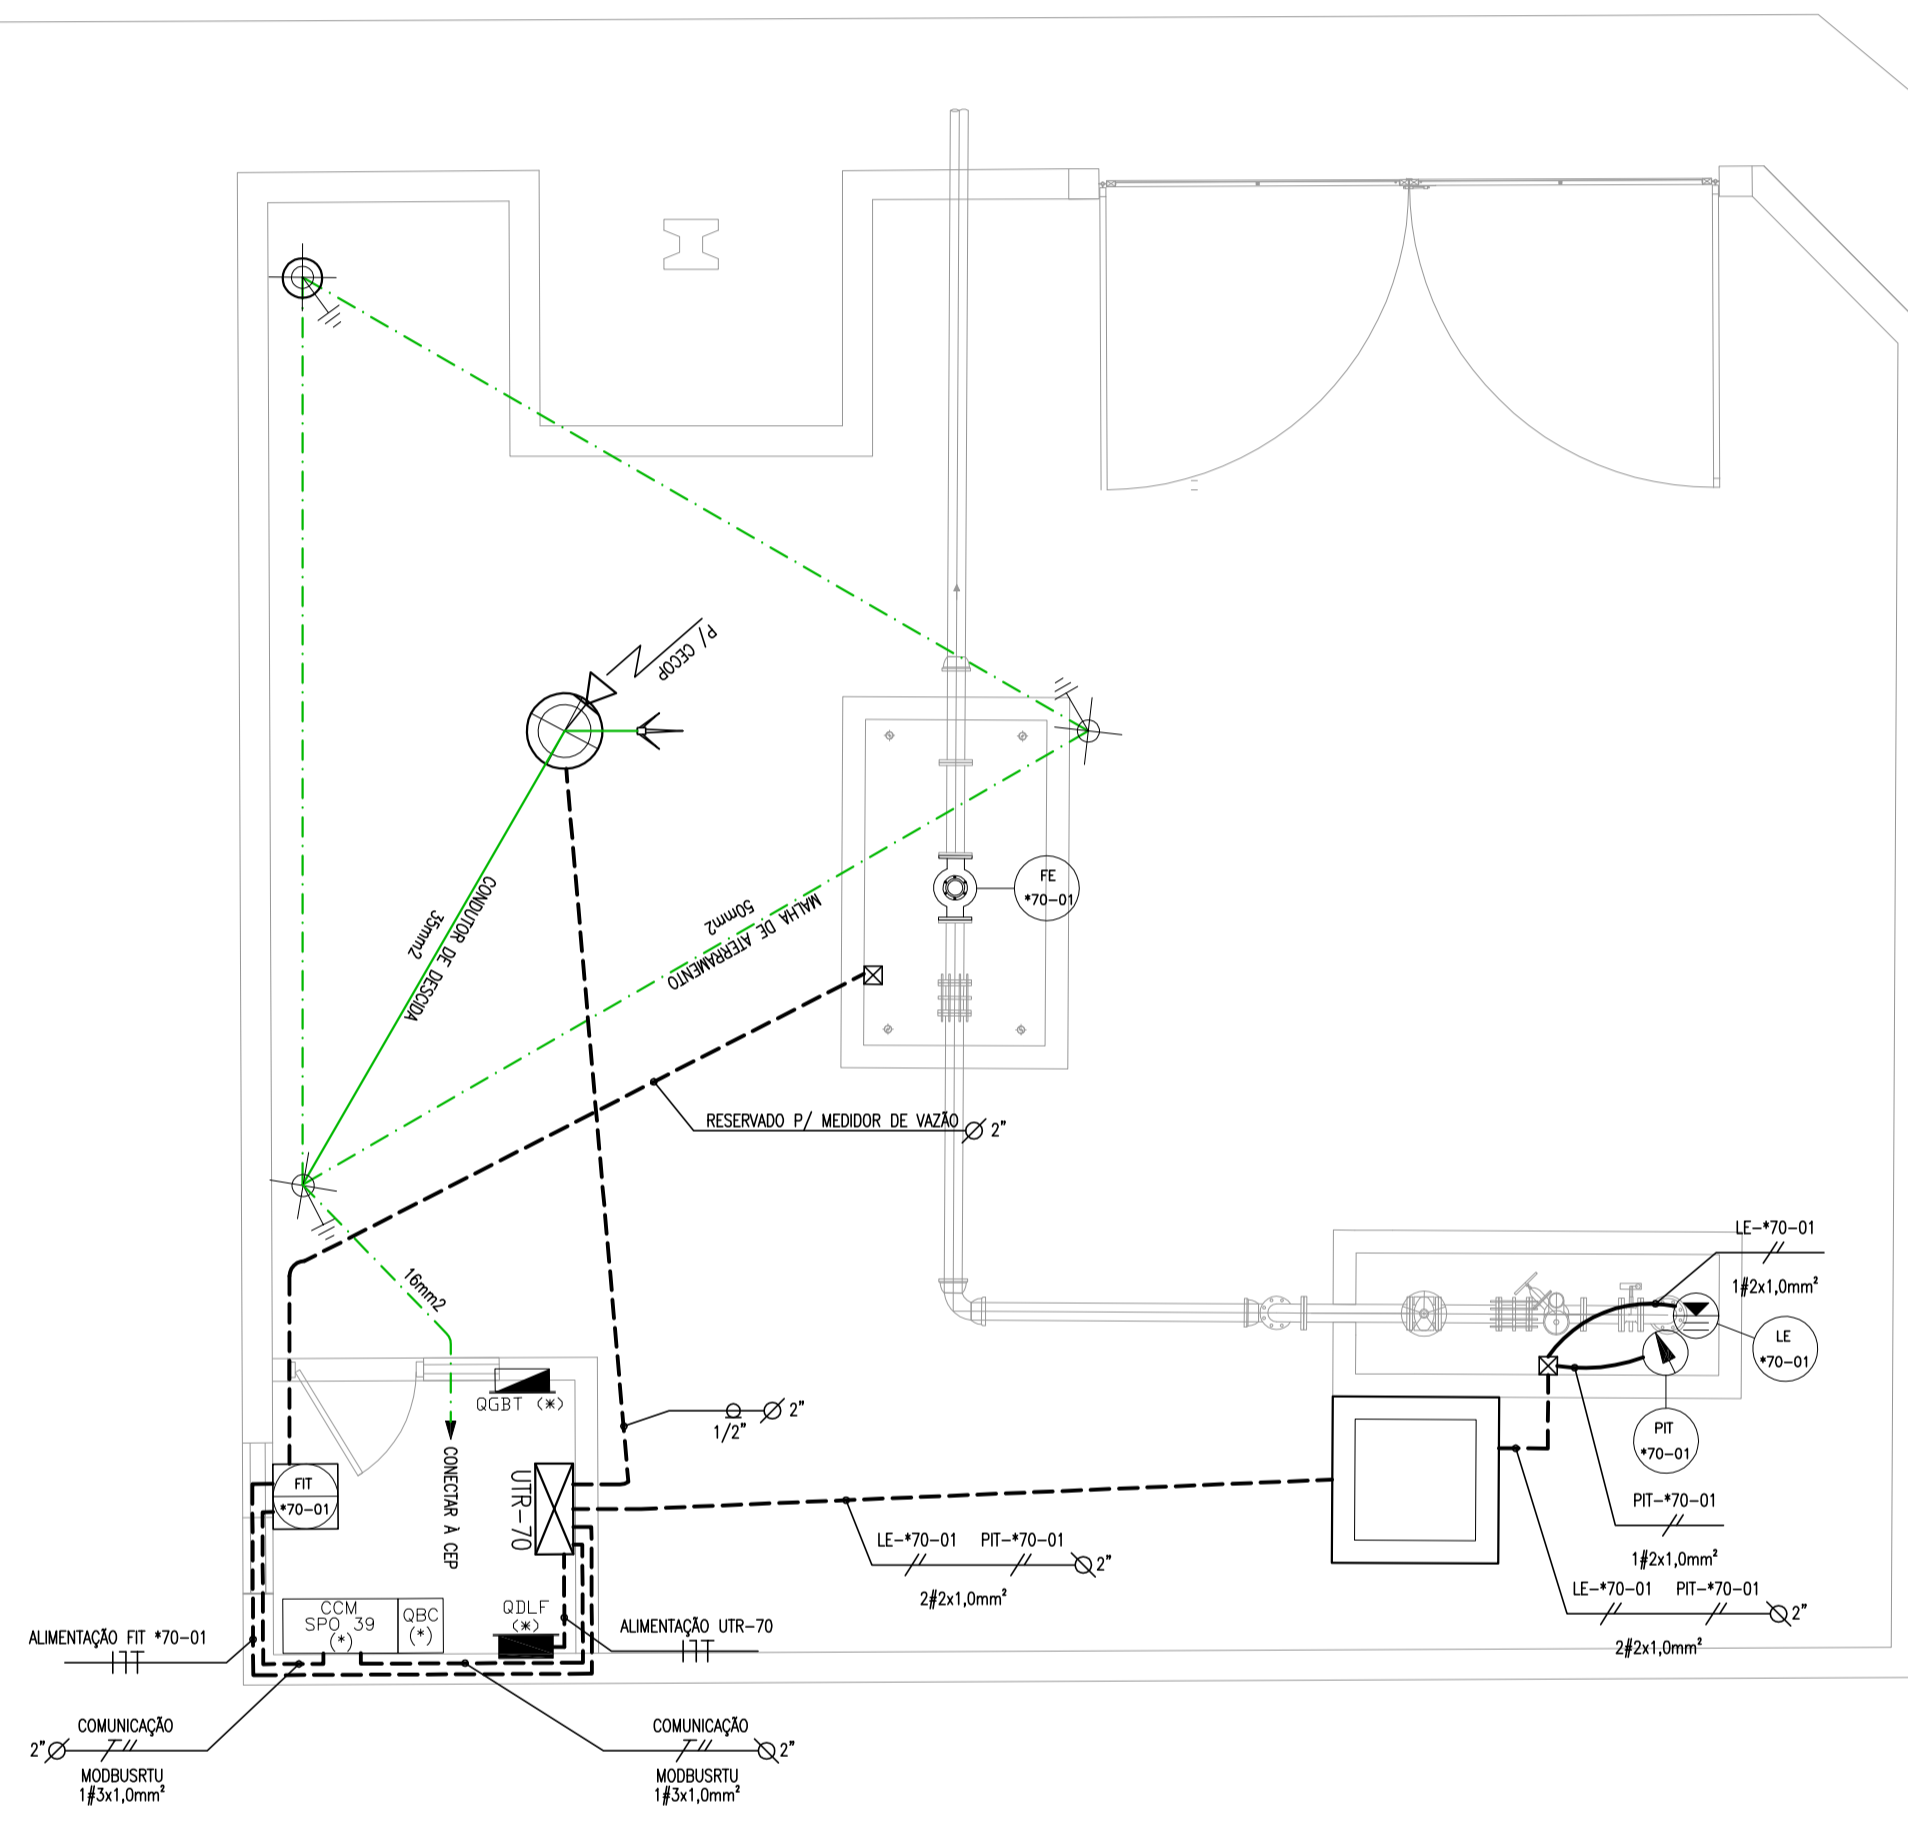 P/ CECOP
CONDUTOR DE DESCIDA
35mm2
MALHA DE ATERRAMENTO
50mm2
FE
*70-01
RESERVADO P/ MEDIDOR DE VAZÃO
2"
16mm2
LE-*70-01
1#2x1,0mm²
LE
*70-01
PIT
*70-01
PIT-*70-01
1#2x1,0mm²
LE-*70-01 PIT-*70-01
2"
2#2x1,0mm²
QGBT (*)
1/2"
2"
CONECTAR À CEP
UTR-70
FIT
*70-01
LE-*70-01 PIT-*70-01
2"
2#2x1,0mm²
CCM
SPO 39
(*)
QBC
(*)
QDLF
(*)
ALIMENTAÇÃO UTR-70
ALIMENTAÇÃO FIT *70-01
COMUNICAÇÃO
2"
MODBUSRTU
1#3x1,0mm²
COMUNICAÇÃO
2"
MODBUSRTU
1#3x1,0mm²